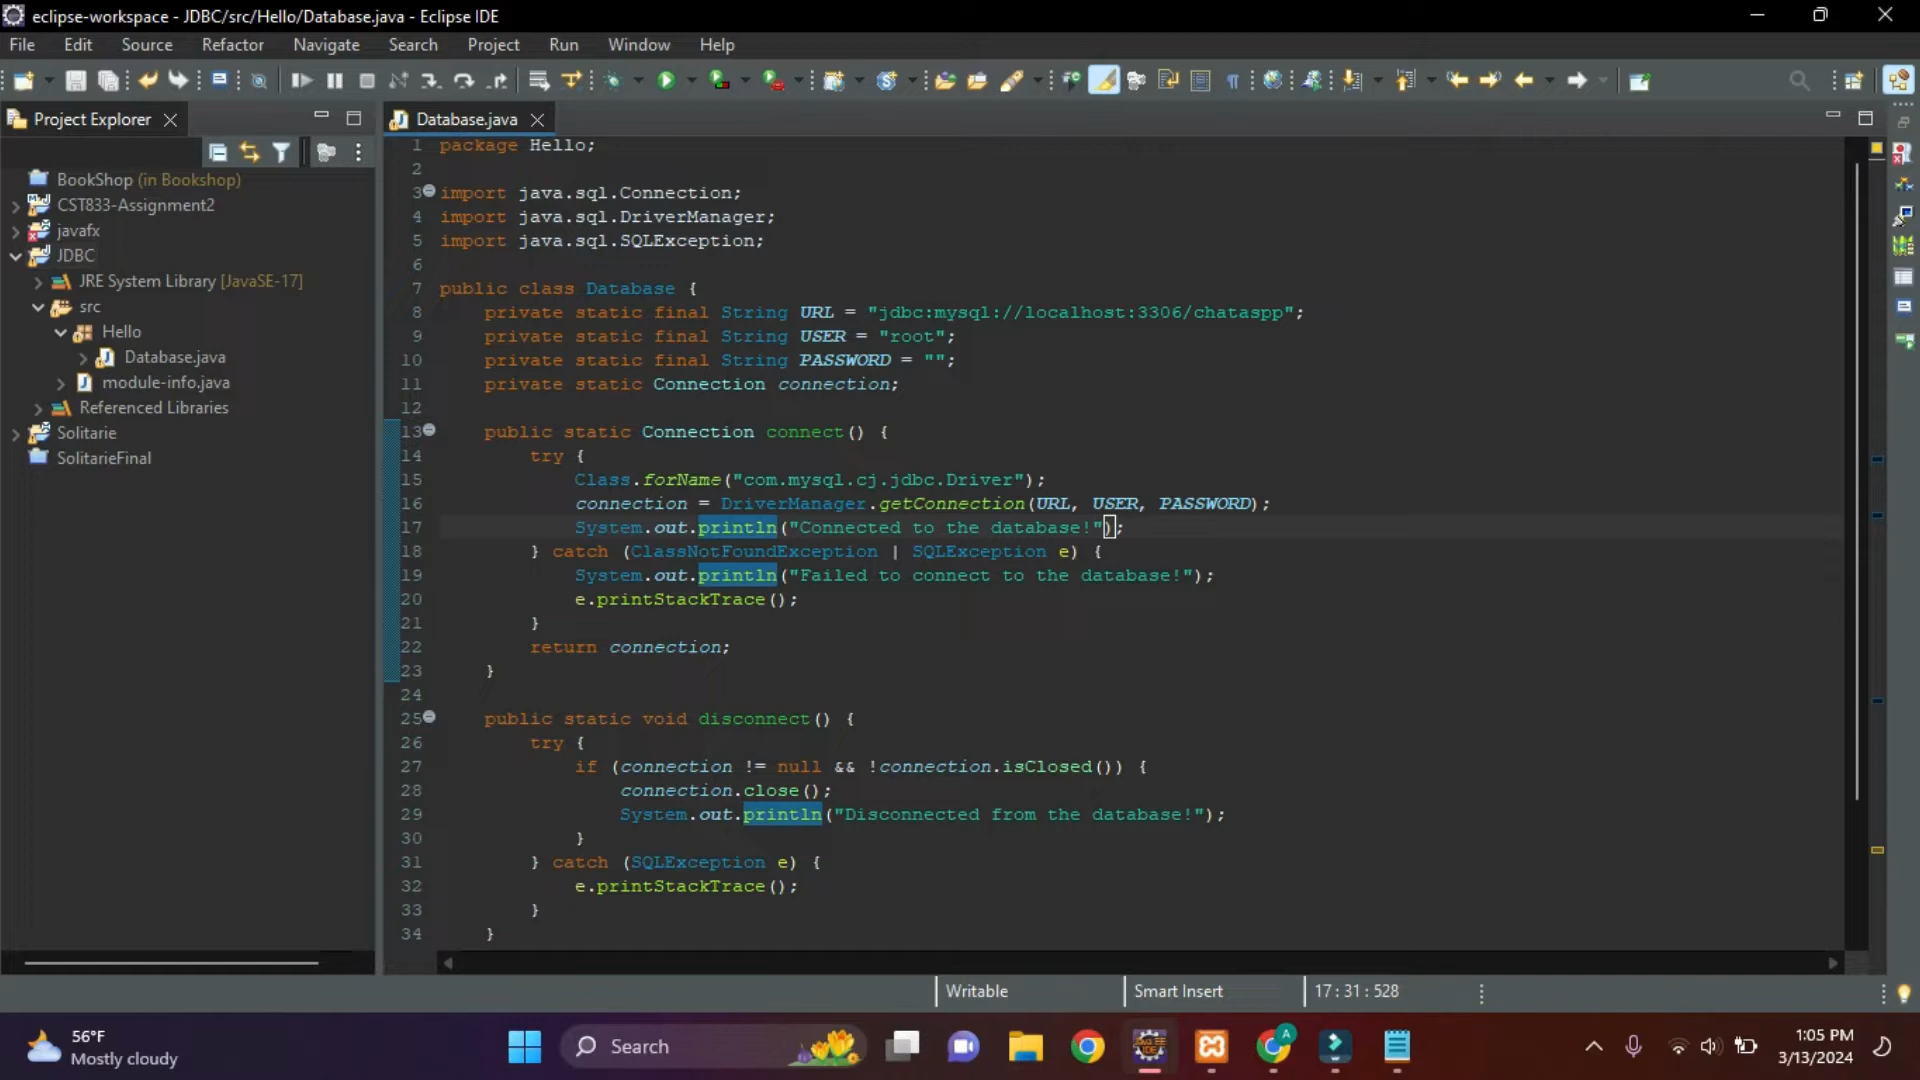 eclipse-workspace - JDBC/src/Hello/Database.java - Eclipse IDE
File Edit Source Refactor Navigate Search Project Run Window Help
Project Explorer
Database.java
BookShop (in Bookshop)
CST833-Assignment2
javafx
JDBC
JRE System Library [JavaSE-17]
src
Hello
Database.java
module-info.java
Referenced Libraries
Solitarie
SolitarieFinal
1 package Hello;
2
3 import java.sql.Connection;
4 import java.sql.DriverManager;
5 import java.sql.SQLException;
6
7 public class Database {
8 private static final String URL = "jdbc:mysql://localhost:3306/chataspp";
9 private static final String USER = "root";
10 private static final String PASSWORD = "";
11 private static Connection connection;
12
13 public static Connection connect() {
14 try {
15 Class.forName("com.mysql.cj.jdbc.Driver");
16 connection = DriverManager.getConnection(URL, USER, PASSWORD);
17 System.out.println("Connected to the database!");
18 } catch (ClassNotFoundException | SQLException e) {
19 System.out.println("Failed to connect to the database!");
20 e.printStackTrace();
21 }
22 return connection;
23 }
24
25 public static void disconnect() {
26 try {
27 if (connection != null && !connection.isClosed()) {
28 connection.close();
29 System.out.println("Disconnected from the database!");
30 }
31 } catch (SQLException e) {
32 e.printStackTrace();
33 }
34 }
Writable Smart Insert 17 : 31 : 528
56°F
Mostly cloudy
Search
1:05 PM
3/13/2024